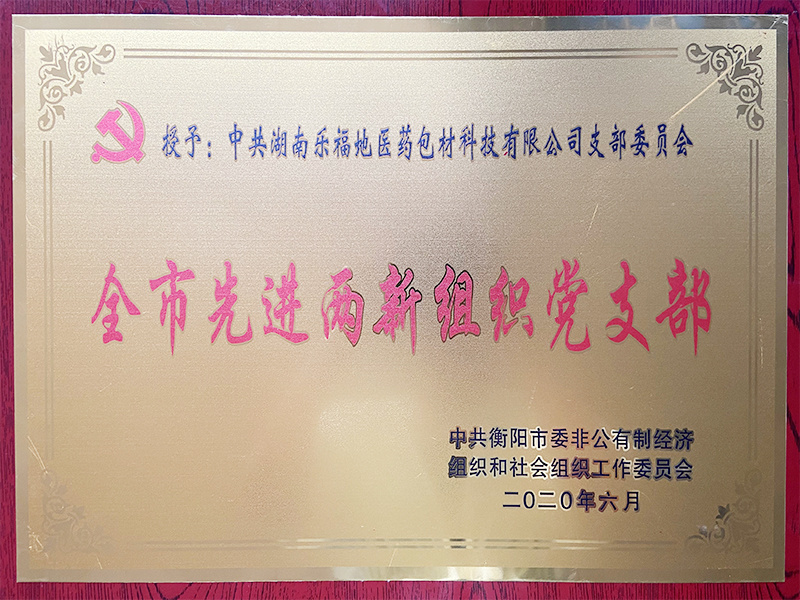 授予：中共湖南乐福地医药包材科技有限公司支部委员会
全市先进两新组织党支部
中共衡阳市委非公有制经济
组织和社会组织工作委员会
二0二0年六月